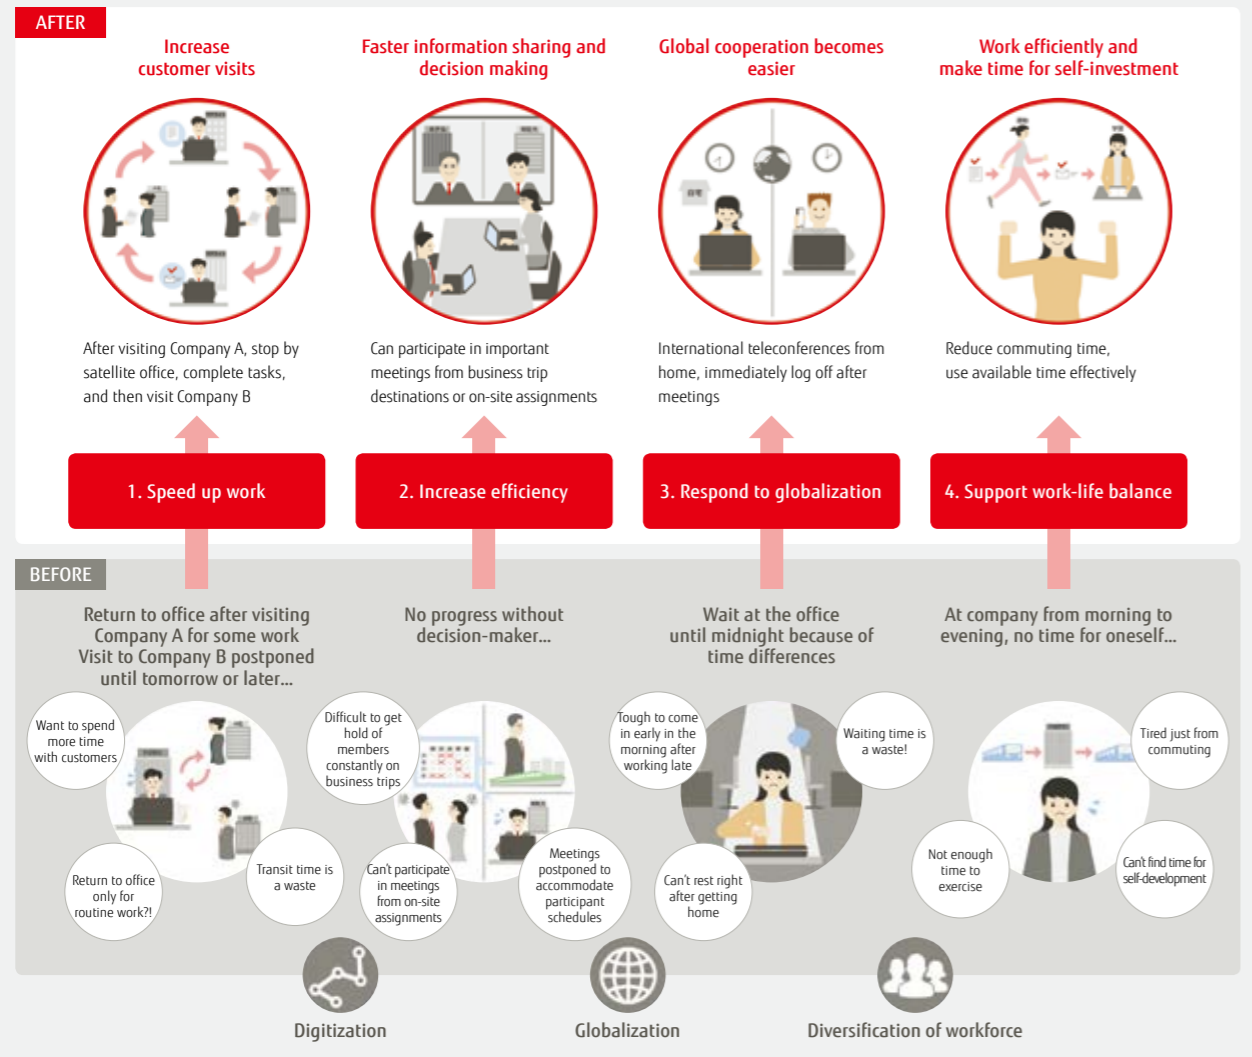 AFTER
Increase
customer visits
Faster information sharing and
decision making
Global cooperation becomes
easier
Work efficiently and
make time for self-investment
自宅
After visiting Company A, stop by
satellite office, complete tasks,
and then visit Company B
Can participate in important
meetings from business trip
destinations or on-site assignments
International teleconferences from
home, immediately log off after
meetings
Reduce commuting time,
use available time effectively
1. Speed up work
2. Increase efficiency
3. Respond to globalization
4. Support work-life balance
BEFORE
Return to office after visiting
Company A for some work
Visit to Company B postponed
until tomorrow or later...
No progress without
decision-maker...
Wait at the office
until midnight because of
time differences
At company from morning to
evening, no time for oneself...
Want to spend
more time
with customers
Return to office
only for
routine work?!
Transit time is
a waste
Difficult to get
hold of
members
constantly on
business trips
Can't participate
in meetings
from on-site
assignments
Meetings
postponed to
accommodate
participant
schedules
Tough to come
in early in the
morning after
working late
Waiting time is
a waste!
Can't rest right
after getting
home
Tired just from
commuting
Not enough
time to
exercise
Can't find time for
self-development
Digitization
Globalization
Diversification of workforce